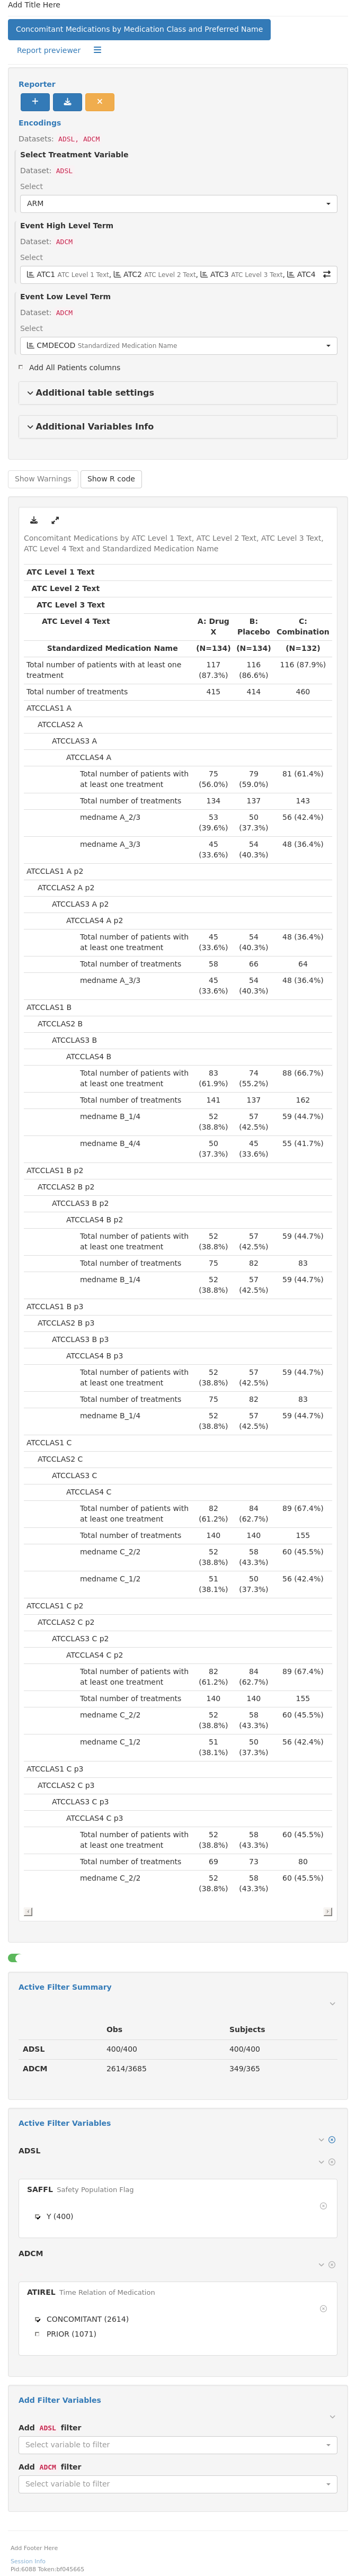 Add Title Here
Concomitant Medications by Medication Class and Preferred Name
Report previewer
Reporter
Encodings
Datasets: ADSL, ADCM
Select Treatment Variable
Dataset: ADSL
Select
ARM
Event High Level Term
Dataset: ADCM
Select
ATC1 ATC Level 1 Text, ATC2 ATC Level 2 Text, ATC3 ATC Level 3 Text, ATC4
Event Low Level Term
Dataset: ADCM
Select
CMDECOD Standardized Medication Name
Add All Patients columns
Additional table settings
Additional Variables Info
Show Warnings Show R code
Concomitant Medications by ATC Level 1 Text, ATC Level 2 Text, ATC Level 3 Text,
ATC Level 4 Text and Standardized Medication Name
ATC Level 1 Text
ATC Level 2 Text
ATC Level 3 Text
ATC Level 4 Text A: Drug B: C:
X Placebo Combination
Standardized Medication Name (N=134) (N=134) (N=132)
Total number of patients with at least one 117 116 116 (87.9%)
treatment (87.3%) (86.6%)
Total number of treatments 415 414 460
ATCCLAS1 A
ATCCLAS2 A
ATCCLAS3 A
ATCCLAS4 A
Total number of patients with 75 79 81 (61.4%)
at least one treatment (56.0%) (59.0%)
Total number of treatments 134 137 143
medname A_2/3 53 50 56 (42.4%)
(39.6%) (37.3%)
medname A_3/3 45 54 48 (36.4%)
(33.6%) (40.3%)
ATCCLAS1 A p2
ATCCLAS2 A p2
ATCCLAS3 A p2
ATCCLAS4 A p2
Total number of patients with 45 54 48 (36.4%)
at least one treatment (33.6%) (40.3%)
Total number of treatments 58 66 64
medname A_3/3 45 54 48 (36.4%)
(33.6%) (40.3%)
ATCCLAS1 B
ATCCLAS2 B
ATCCLAS3 B
ATCCLAS4 B
Total number of patients with 83 74 88 (66.7%)
at least one treatment (61.9%) (55.2%)
Total number of treatments 141 137 162
medname B_1/4 52 57 59 (44.7%)
(38.8%) (42.5%)
medname B_4/4 50 45 55 (41.7%)
(37.3%) (33.6%)
ATCCLAS1 B p2
ATCCLAS2 B p2
ATCCLAS3 B p2
ATCCLAS4 B p2
Total number of patients with 52 57 59 (44.7%)
at least one treatment (38.8%) (42.5%)
Total number of treatments 75 82 83
medname B_1/4 52 57 59 (44.7%)
(38.8%) (42.5%)
ATCCLAS1 B p3
ATCCLAS2 B p3
ATCCLAS3 B p3
ATCCLAS4 B p3
Total number of patients with 52 57 59 (44.7%)
at least one treatment (38.8%) (42.5%)
Total number of treatments 75 82 83
medname B_1/4 52 57 59 (44.7%)
(38.8%) (42.5%)
ATCCLAS1 C
ATCCLAS2 C
ATCCLAS3 C
ATCCLAS4 C
Total number of patients with 82 84 89 (67.4%)
at least one treatment (61.2%) (62.7%)
Total number of treatments 140 140 155
medname C_2/2 52 58 60 (45.5%)
(38.8%) (43.3%)
medname C_1/2 51 50 56 (42.4%)
(38.1%) (37.3%)
ATCCLAS1 C p2
ATCCLAS2 C p2
ATCCLAS3 C p2
ATCCLAS4 C p2
Total number of patients with 82 84 89 (67.4%)
at least one treatment (61.2%) (62.7%)
Total number of treatments 140 140 155
medname C_2/2 52 58 60 (45.5%)
(38.8%) (43.3%)
medname C_1/2 51 50 56 (42.4%)
(38.1%) (37.3%)
ATCCLAS1 C p3
ATCCLAS2 C p3
ATCCLAS3 C p3
ATCCLAS4 C p3
Total number of patients with 52 58 60 (45.5%)
at least one treatment (38.8%) (43.3%)
Total number of treatments 69 73 80
medname C_2/2 52 58 60 (45.5%)
(38.8%) (43.3%)
Active Filter Summary
Obs Subjects
ADSL 400/400 400/400
ADCM 2614/3685 349/365
Active Filter Variables
ADSL
SAFFL Safety Population Flag
Y (400)
ADCM
ATIREL Time Relation of Medication
CONCOMITANT (2614)
PRIOR (1071)
Add Filter Variables
Add ADSL filter
Select variable to filter
Add ADCM filter
Select variable to filter
Add Footer Here
Session Info
Pid:6088 Token:bf045665